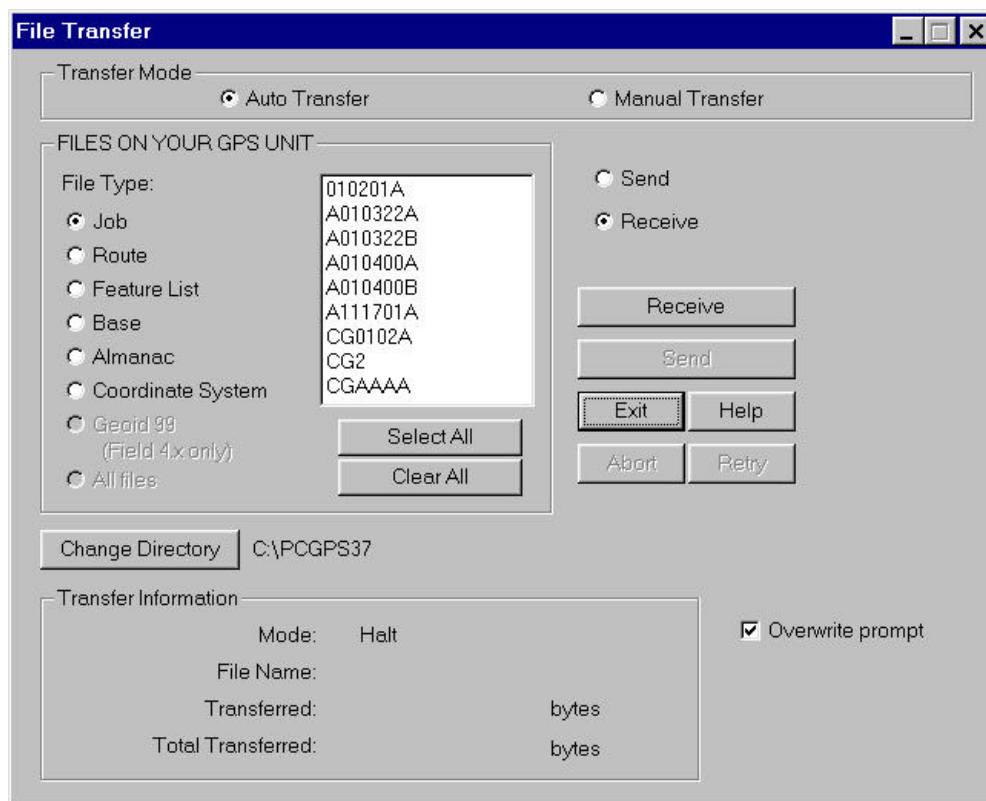 File Transfer
Transfer Mode
Auto Transfer
Manual Transfer
FILES ON YOUR GPS UNIT
File Type:
Job
Route
Feature List
Base
Almanac
Coordinate System
Geoid 99
(Field 4.x only)
All files
010201A
A010322A
A010322B
A010400A
A010400B
A111701A
CG0102A
CG2
CGAAAA
Select All
Clear All
Send
Receive
Receive
Send
Exit
Help
Abort
Retry
Change Directory
C:\PCGPS37
Transfer Information
Mode: Halt
File Name:
Transferred: bytes
Total Transferred: bytes
Overwrite prompt